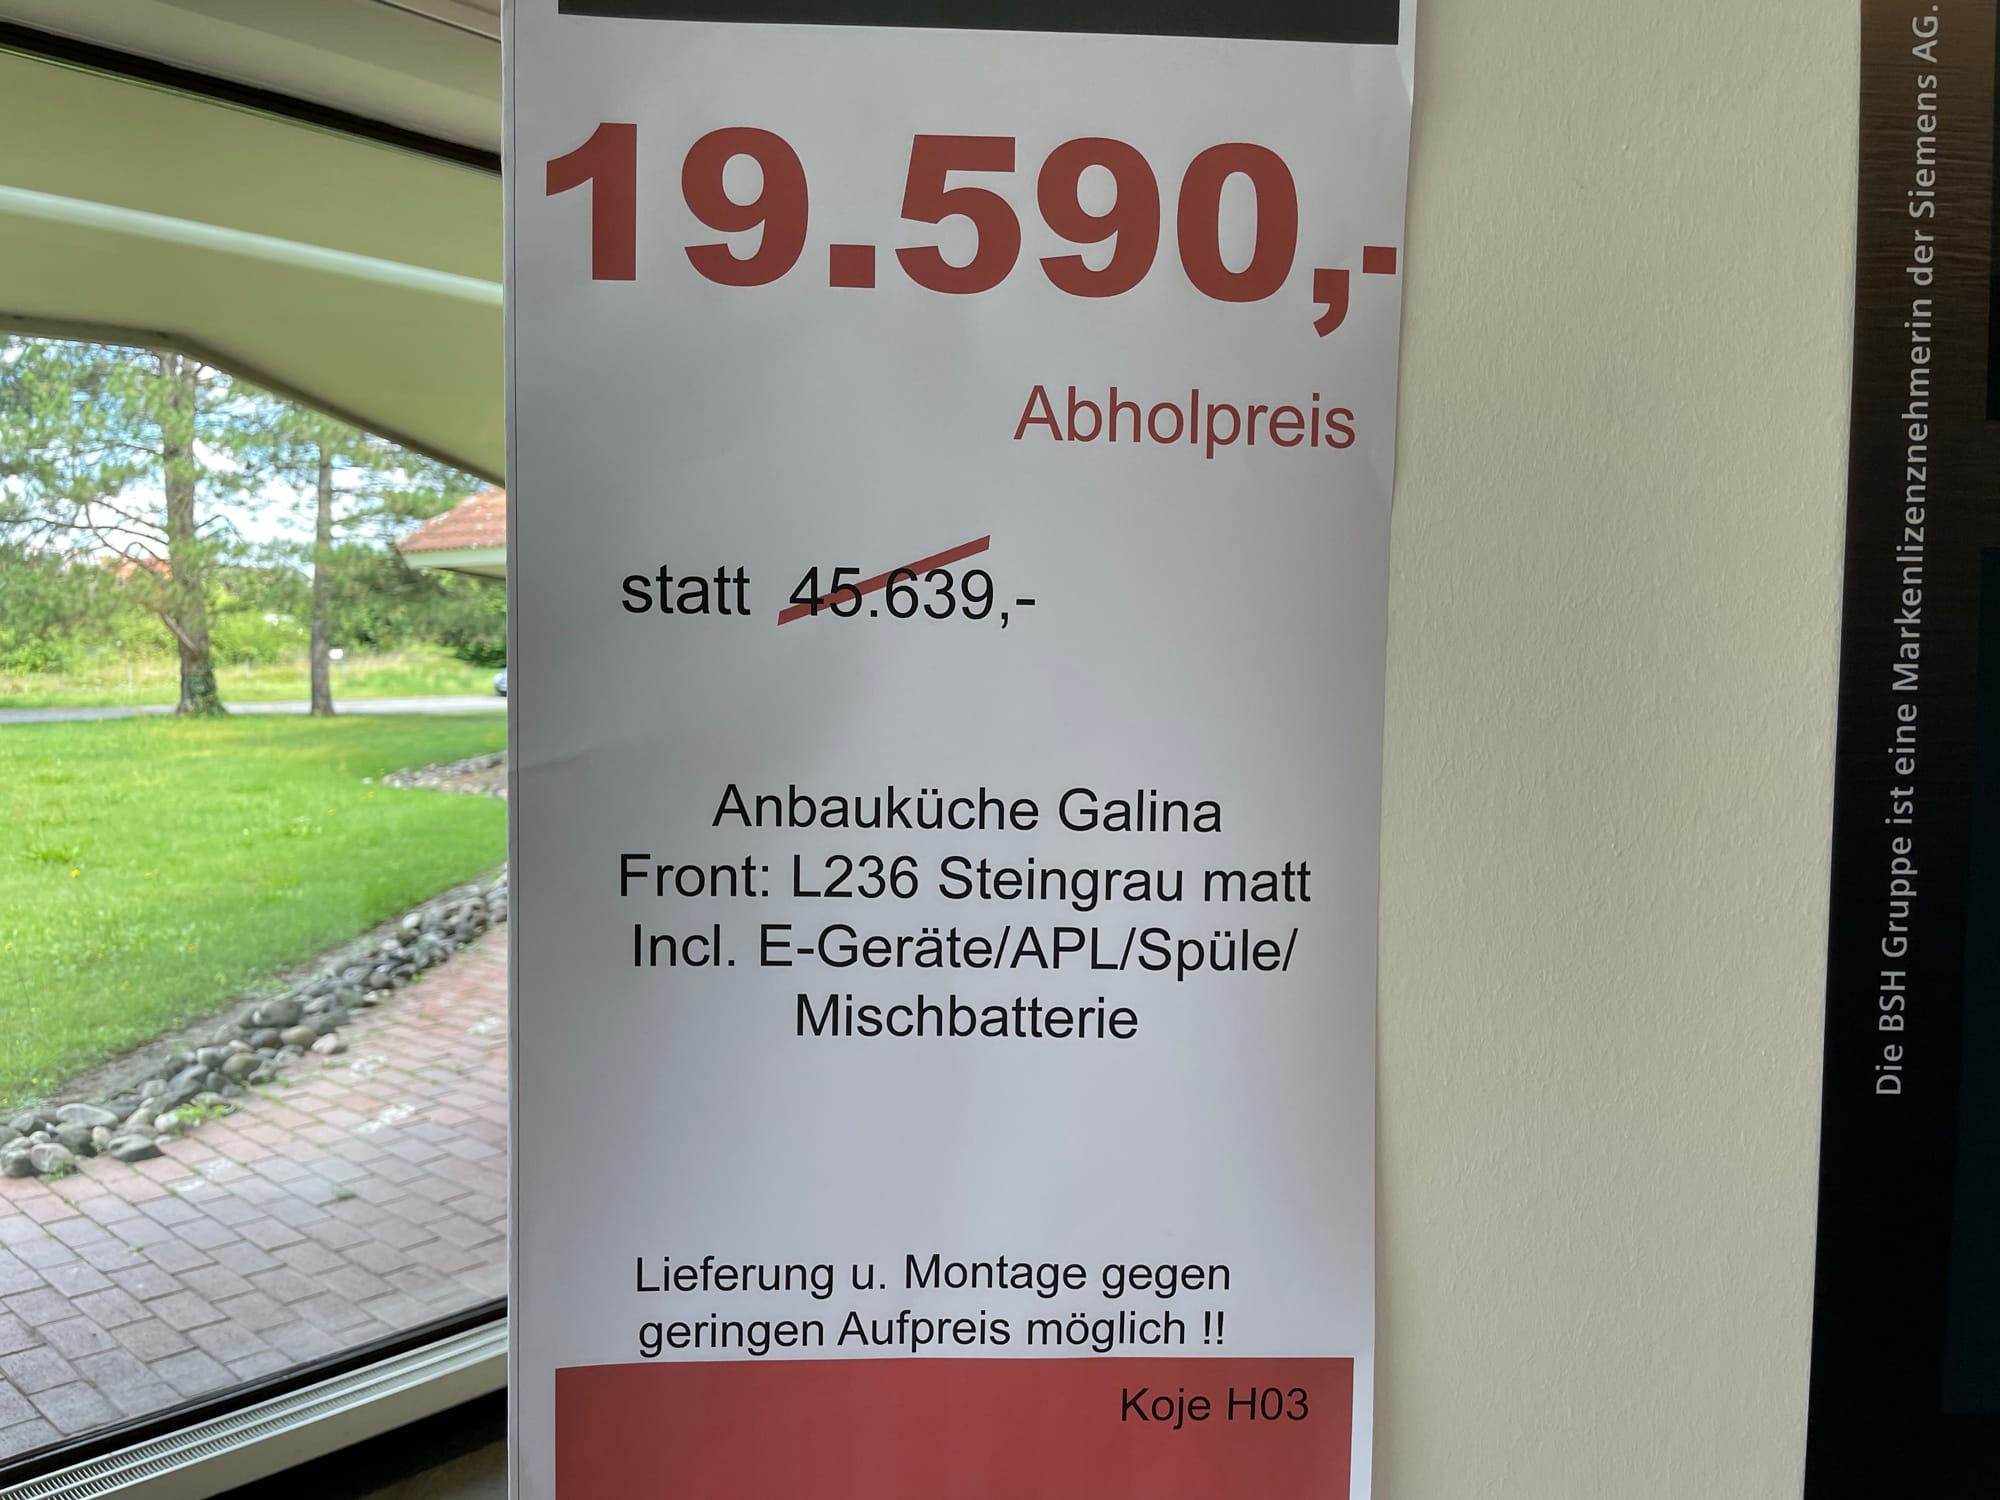 19.590,-
Abholpreis
statt 45.639,-
Anbauküche Galina
Front: L236 Steingrau matt
Incl. E-Geräte/APL/Spüle/
Mischbatterie
Lieferung u. Montage gegen
geringen Aufpreis möglich !!
Koje H03
Die BSH Gruppe ist eine Markenlizenznehmerin der Siemens AG.